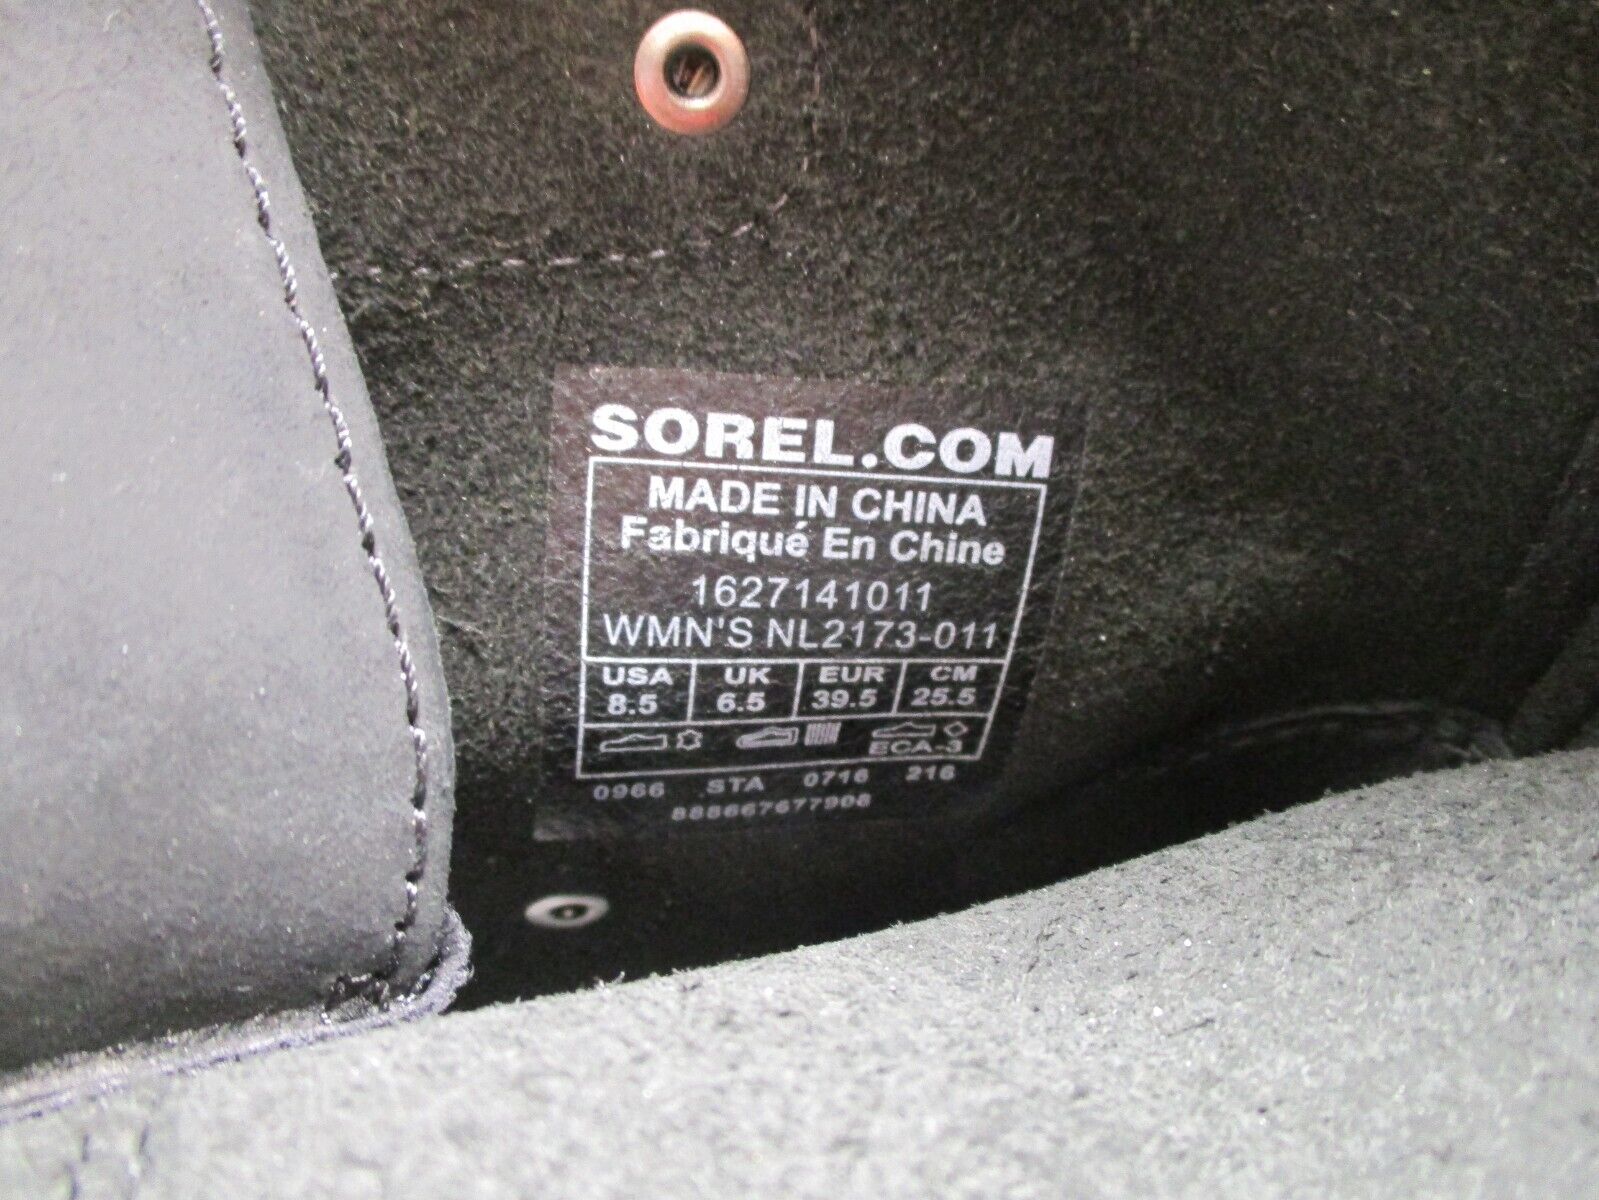 SOREL.COM
MADE IN CHINA
Fabriqué En Chine
1627141011
WMN'S NL2173-011
USA UK EUR CM
8.5 6.5 39.5 25.5
ECA-3
0966 STA 0716 216
888667677908